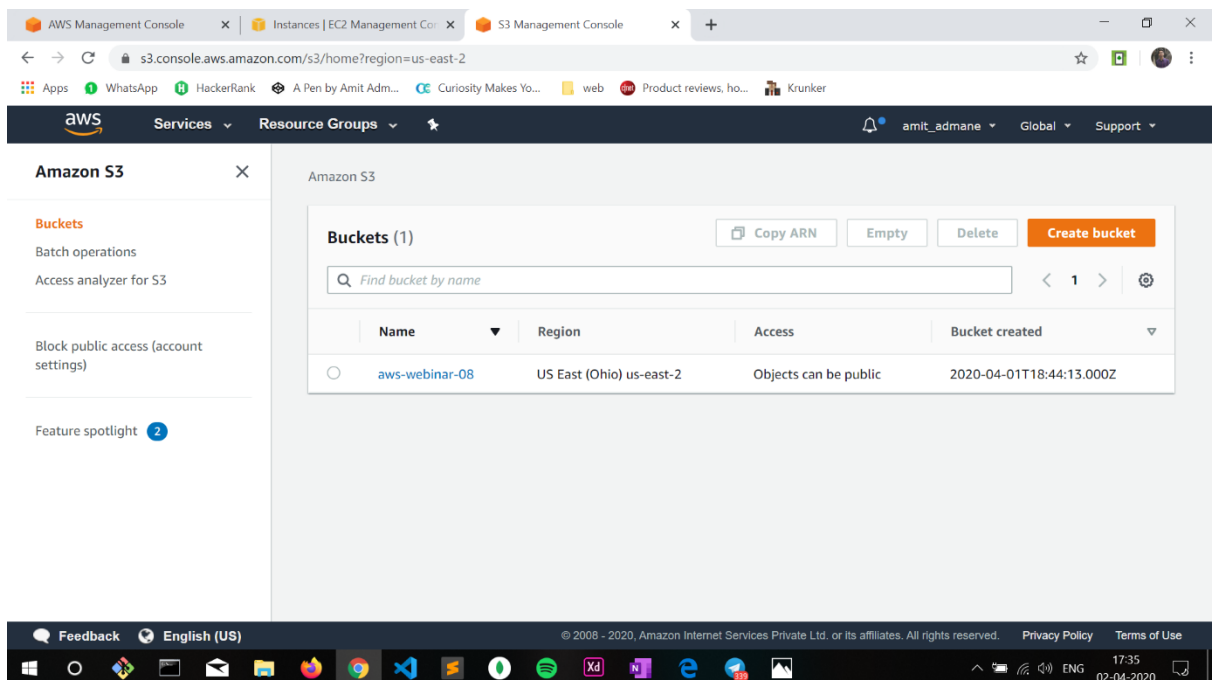 AWS Management Console
Instances | EC2 Management Con
S3 Management Console
s3.console.aws.amazon.com/s3/home?region=us-east-2
Apps WhatsApp HackerRank A Pen by Amit Adm... Curiosity Makes Yo... web Product reviews, ho... Krunker
aws Services Resource Groups amit_admane Global Support
Amazon S3
Buckets
Batch operations
Access analyzer for S3
Block public access (account
settings)
Feature spotlight 2
Amazon S3
Buckets (1) Copy ARN Empty Delete Create bucket
Find bucket by name 1
Name Region Access Bucket created
aws-webinar-08 US East (Ohio) us-east-2 Objects can be public 2020-04-01T18:44:13.000Z
Feedback English (US) © 2008 - 2020, Amazon Internet Services Private Ltd. or its affiliates. All rights reserved. Privacy Policy Terms of Use
Xd N 339 ENG 17:35
02-04-2020